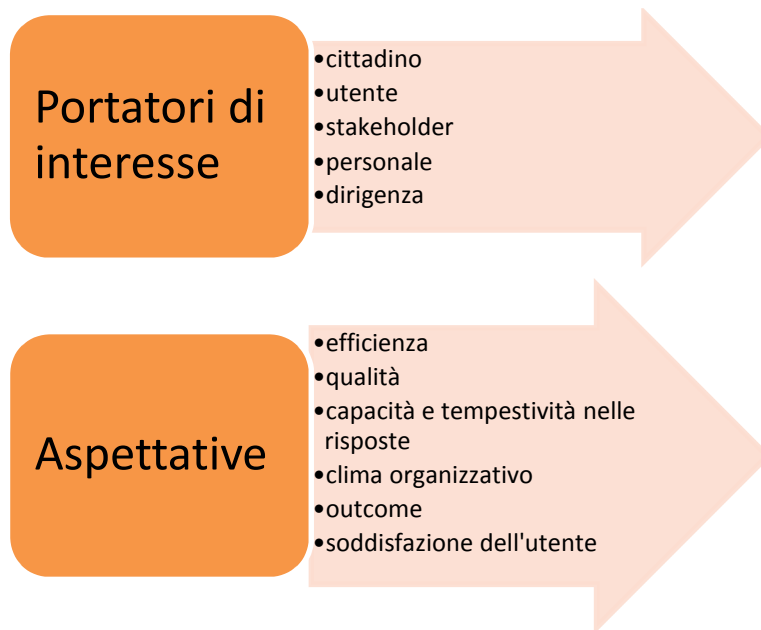 Portatori di
interesse
•cittadino
•utente
•stakeholder
•personale
•dirigenza
Aspettative
•efficienza
•qualità
•capacità e tempestività nelle
risposte
•clima organizzativo
•outcome
•soddisfazione dell'utente